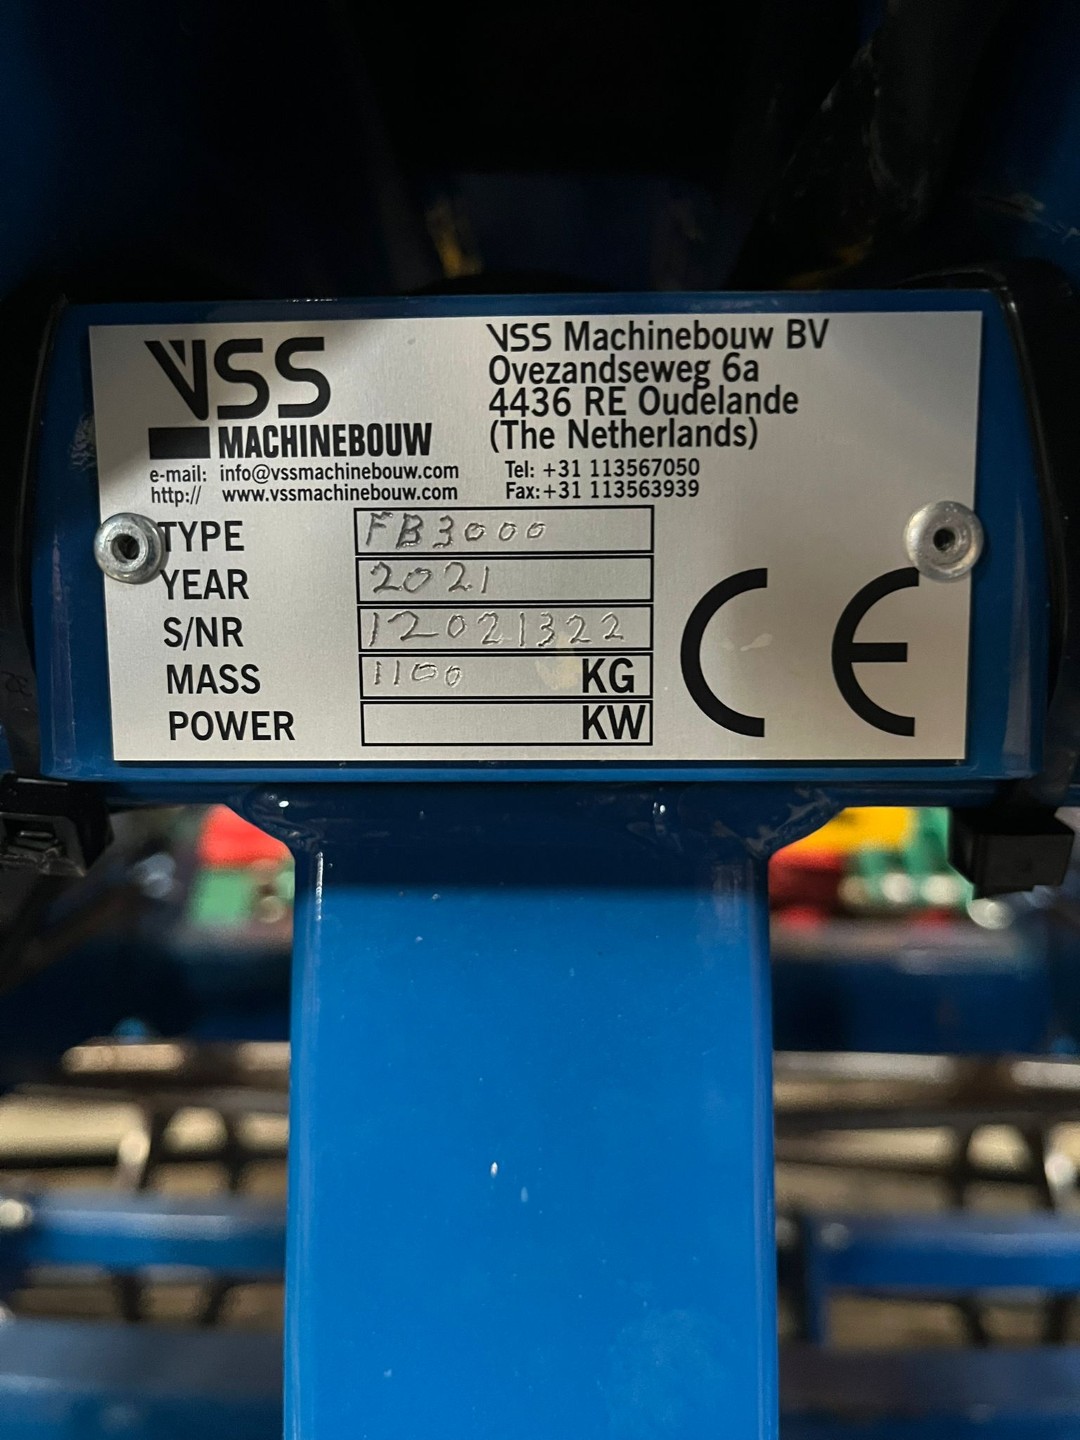 VSS
MACHINEBOUW
e-mail: info@vssmachinebouw.com
http:// www.vssmachinebouw.com
VSS Machinebouw BV
Ovezandseweg 6a
4436 RE Oudelande
(The Netherlands)
Tel: +31 113567050
Fax:+31 113563939
TYPE FB3000
YEAR 2021
S/NR 12021322
MASS 1100 KG
POWER KW
CE